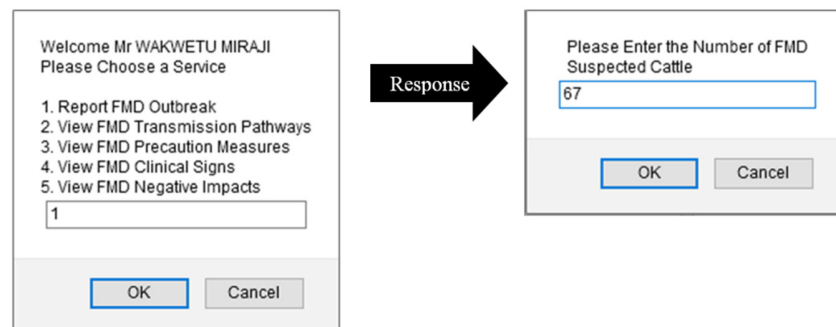 Welcome Mr WAKWETU MIRAJI
Please Choose a Service
1. Report FMD Outbreak
2. View FMD Transmission Pathways
3. View FMD Precaution Measures
4. View FMD Clinical Signs
5. View FMD Negative Impacts
1
OK Cancel
Response
Please Enter the Number of FMD
Suspected Cattle
67
OK Cancel